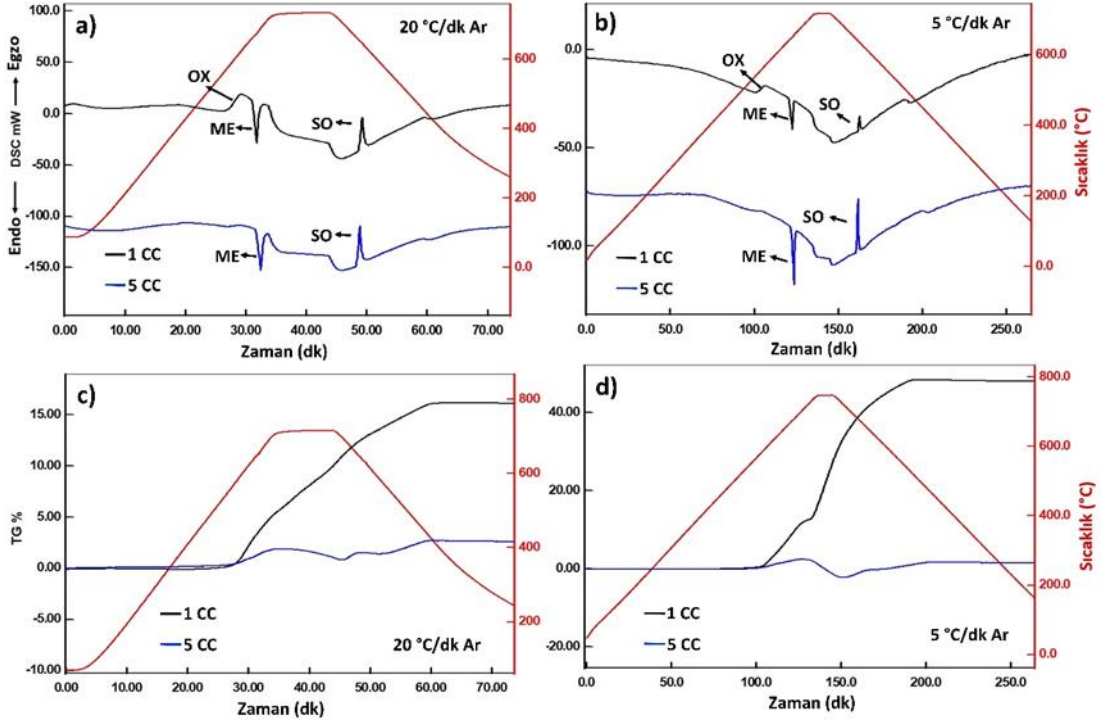 a)
20 °C/dk Ar
100.0
50.0
0.0
-50.0
-100.0
-150.0
Endo ← DSC mW → Egzo
OX
ME
SO
ME
SO
1 CC
5 CC
600
400
200
0.0
0.00 10.00 20.00 30.00 40.00 50.00 60.00 70.00
Zaman (dk)
b)
5 °C/dk Ar
0.0
-50.0
-100.0
OX
ME
SO
ME
SO
1 CC
5 CC
600.0
400.0
200.0
0.0
Sıcaklık (°C)
0.0 50.0 100.0 150.0 200.0 250.0
Zaman (dk)
c)
15.00
10.00
5.00
0.00
-5.00
-10.00
TG %
1 CC
5 CC
20 °C/dk Ar
800
600
400
200
0.00 10.00 20.00 30.00 40.00 50.00 60.00 70.00
Zaman (dk)
d)
40.00
20.00
0.00
-20.00
1 CC
5 CC
5 °C/dk Ar
800.0
600.0
400.0
200.0
0.0
Sıcaklık (°C)
0.0 50.0 100.0 150.0 200.0 250.0
Zaman (dk)